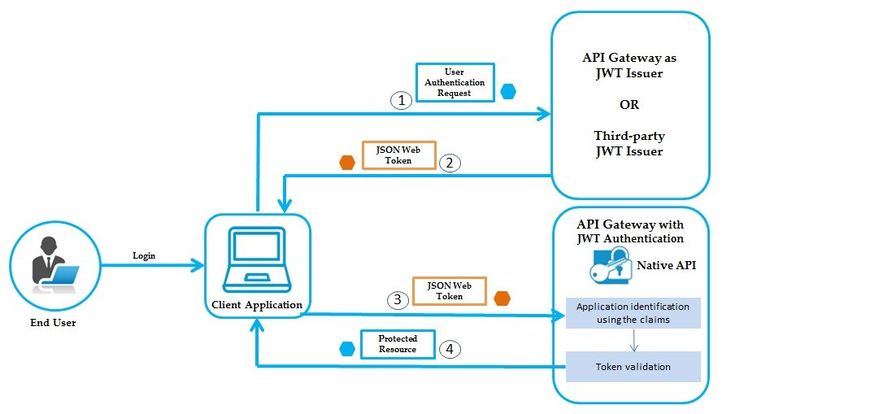 User
Authentication
Request
1
API Gateway as
JWT Issuer
OR
Third-party
JWT Issuer
JSON Web
Token
2
Login
End User
Client Application
API Gateway with
JWT Authentication
Native API
JSON Web
Token
3
Application identification
using the claims
Protected
Resource
4
Token validation